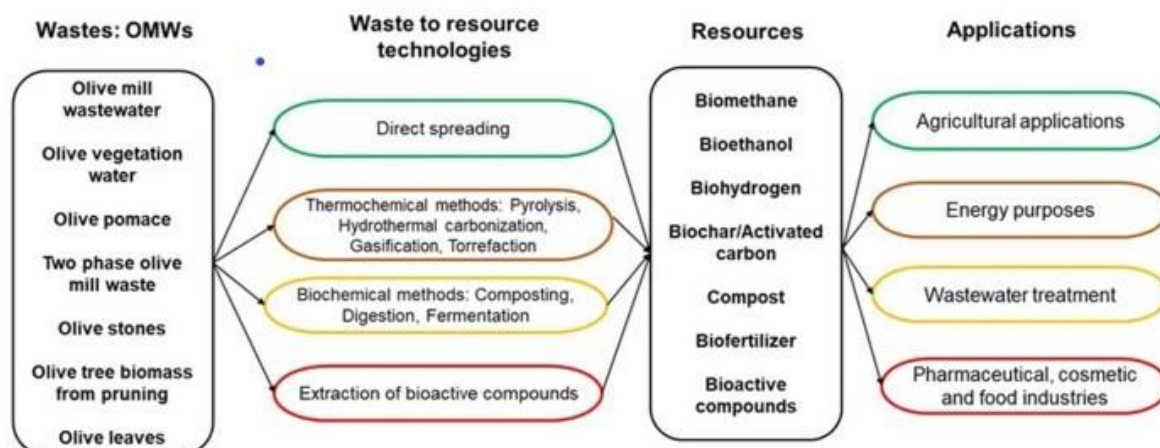 Wastes: OMWs
Olive mill
wastewater
Olive vegetation
water
Olive pomace
Two phase olive
mill waste
Olive stones
Olive tree biomass
from pruning
Olive leaves
Waste to resource
technologies
Direct spreading
Thermochemical methods: Pyrolysis,
Hydrothermal carbonization,
Gasification, Torrefaction
Biochemical methods: Composting,
Digestion, Fermentation
Extraction of bioactive compounds
Resources
Biomethane
Bioethanol
Biohydrogen
Biochar/Activated
carbon
Compost
Biofertilizer
Bioactive
compounds
Applications
Agricultural applications
Energy purposes
Wastewater treatment
Pharmaceutical, cosmetic
and food industries